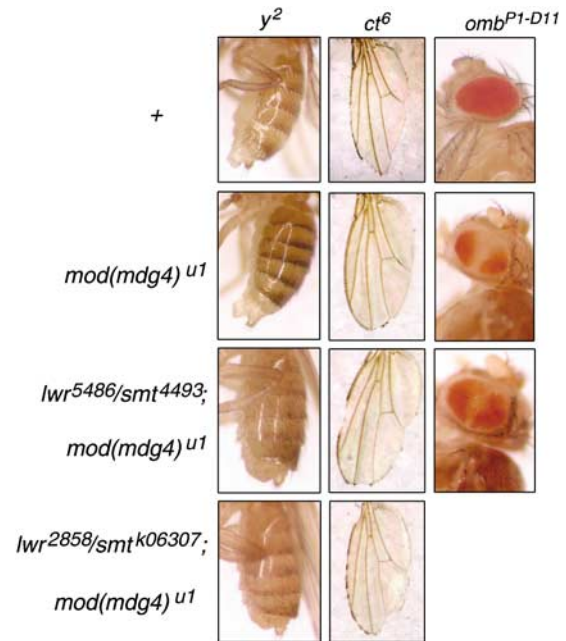 y2 ct6 ombP1-D11
+
mod(mdg4) u1
lwr5486/smt4493;
mod(mdg4) u1
lwr2858/smtk06307;
mod(mdg4) u1